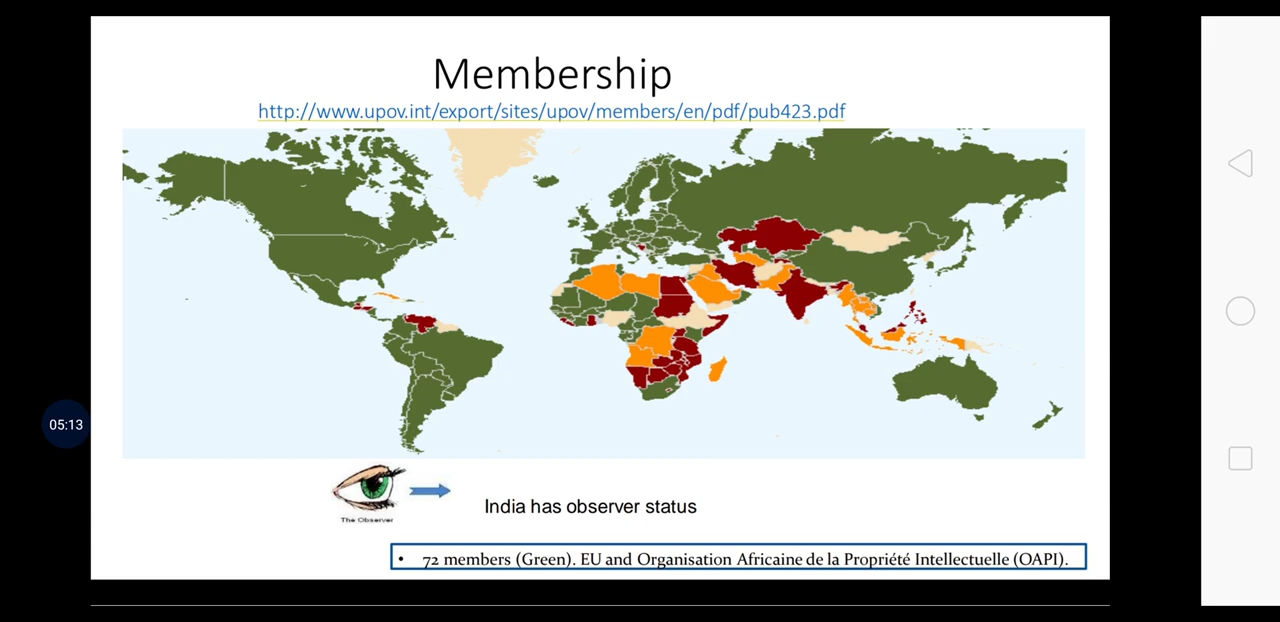 Membership
http://www.upov.int/export/sites/upov/members/en/pdf/pub423.pdf
05:13
The Observer
India has observer status
• 72 members (Green). EU and Organisation Africaine de la Propriété Intellectuelle (OAPI).